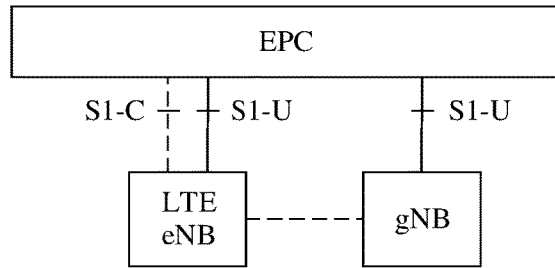 EPC
S1-C
S1-U
S1-U
LTE
eNB
gNB